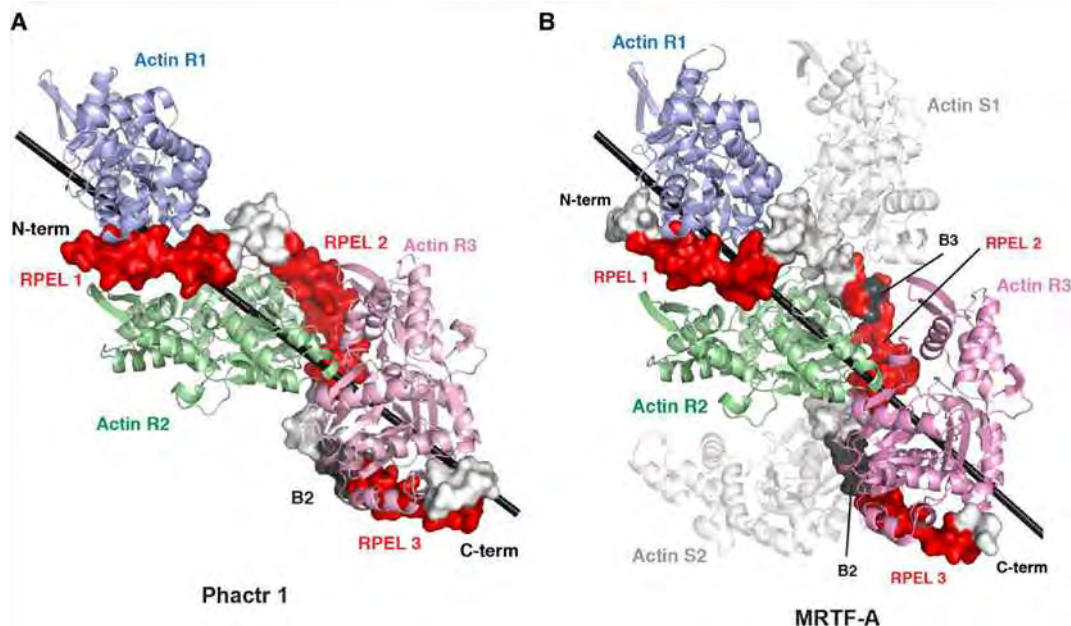 A
Actin R1
N-term
RPEL 1
RPEL 2
Actin R3
Actin R2
B2
RPEL 3
C-term
Phactr 1
B
Actin R1
Actin S1
N-term
B3
RPEL 2
RPEL 1
Actin R3
Actin R2
Actin S2
B2
RPEL 3
C-term
MRTF-A